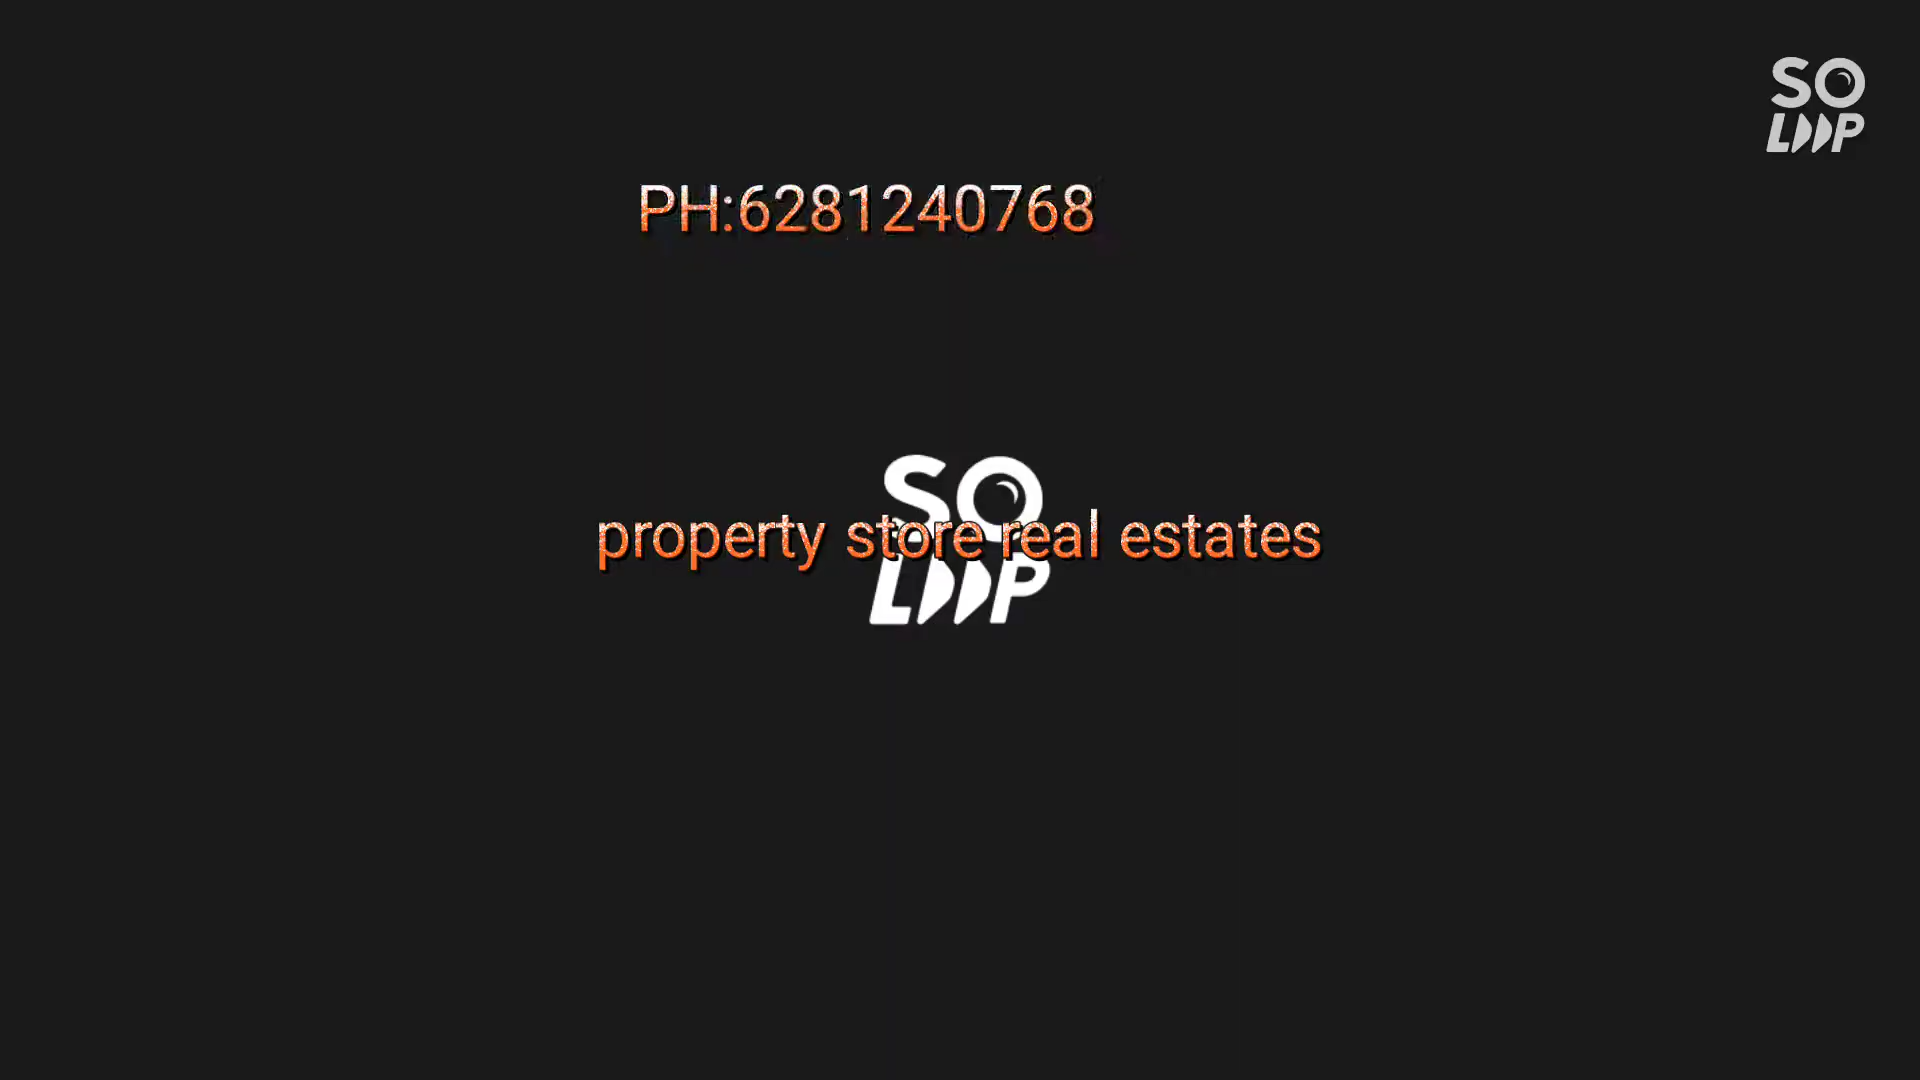 SO
LOOP
PH:6281240768
SO
property store real estates
LOOP